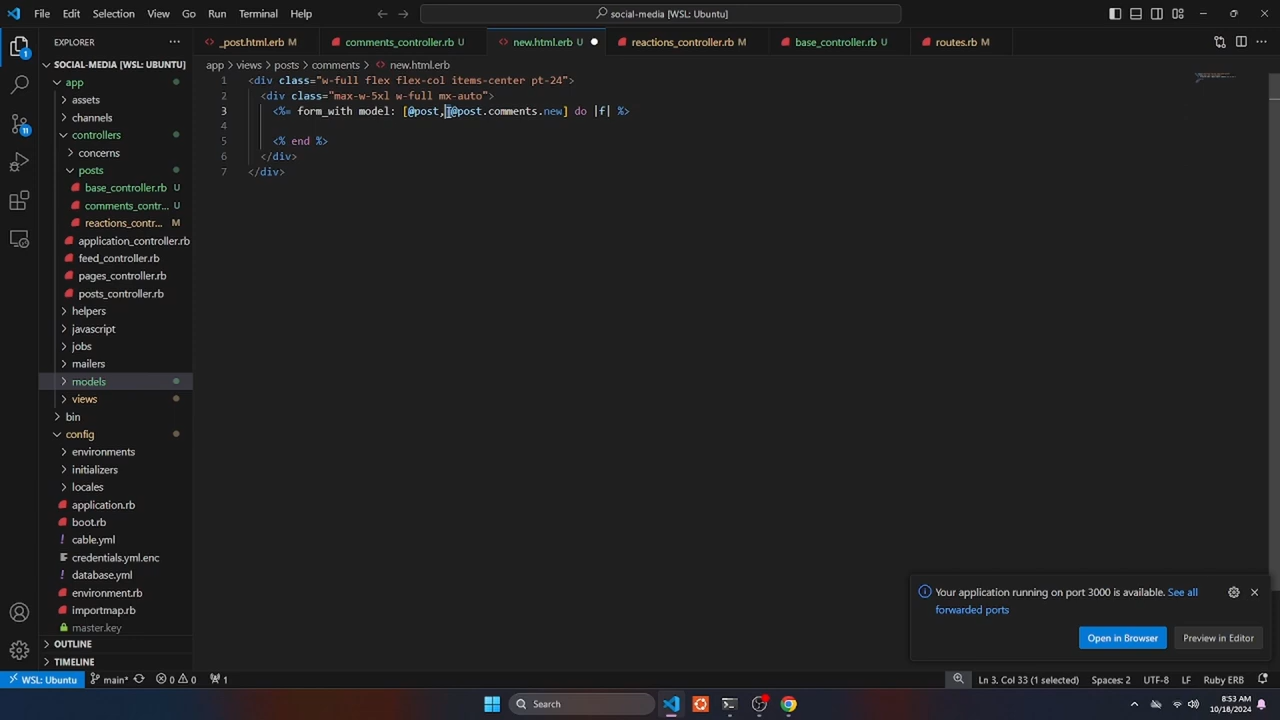 File Edit Selection View Go Run Terminal Help
social-media [WSL: Ubuntu]
EXPLORER
_post.html.erb M
comments_controller.rb U
new.html.erb U
reactions_controller.rb M
base_controller.rb U
routes.rb M
app > views > posts > comments > new.html.erb
SOCIAL-MEDIA [WSL: UBUNTU]
app
assets
channels
controllers
concerns
posts
base_controller.rb U
comments_contr... U
reactions_contr... M
application_controller.rb
feed_controller.rb
pages_controller.rb
posts_controller.rb
helpers
javascript
jobs
mailers
models
views
bin
config
environments
initializers
locales
application.rb
boot.rb
cable.yml
credentials.yml.enc
database.yml
environment.rb
importmap.rb
master.key
OUTLINE
TIMELINE
1 <div class="w-full flex flex-col items-center pt-24">
2 <div class="max-w-5xl w-full mx-auto">
3 <%= form_with model: [@post, @post.comments.new] do |f| %>
4
5 <% end %>
6 </div>
7 </div>
Your application running on port 3000 is available. See all
forwarded ports
Open in Browser
Preview in Editor
WSL: Ubuntu main* 0 0 1
Ln 3, Col 33 (1 selected) Spaces: 2 UTF-8 LF Ruby ERB
Search
8:53 AM
10/18/2024